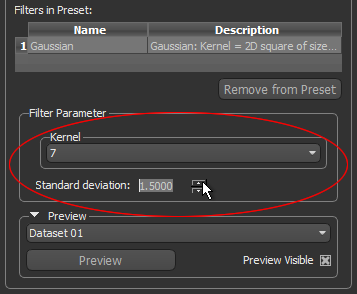 Filters in Preset:
Name Description
1 Gaussian Gaussian: Kernel = 2D square of size...
Remove from Preset
Filter Parameter
Kernel
7
Standard deviation: 1.5000
Preview
Dataset 01
Preview Preview Visible